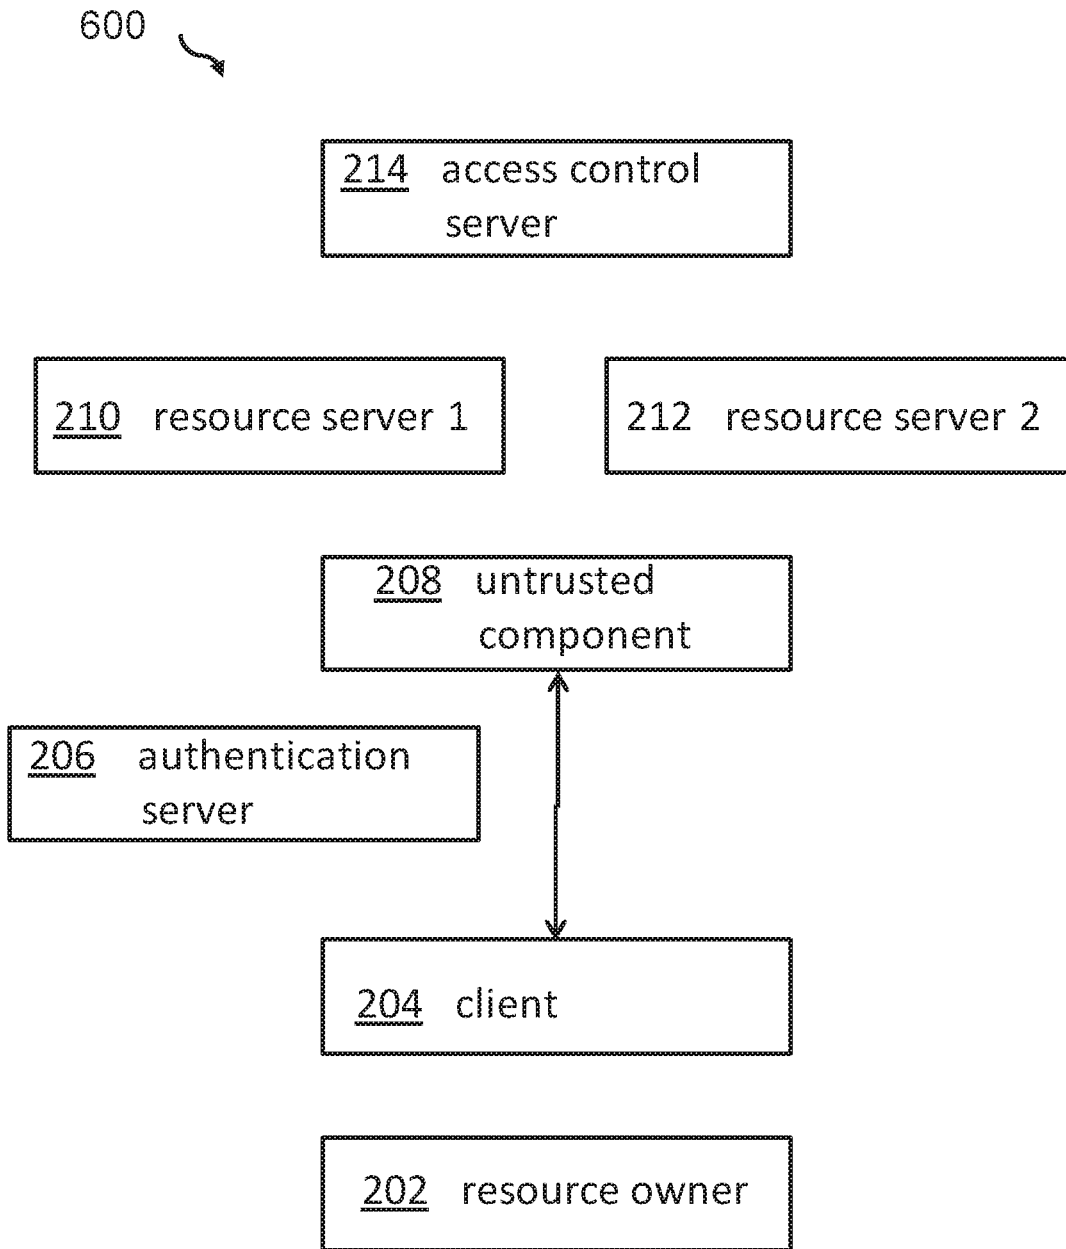 600
214 access control
server
210 resource server 1
212 resource server 2
208 untrusted
component
206 authentication
server
204 client
202 resource owner